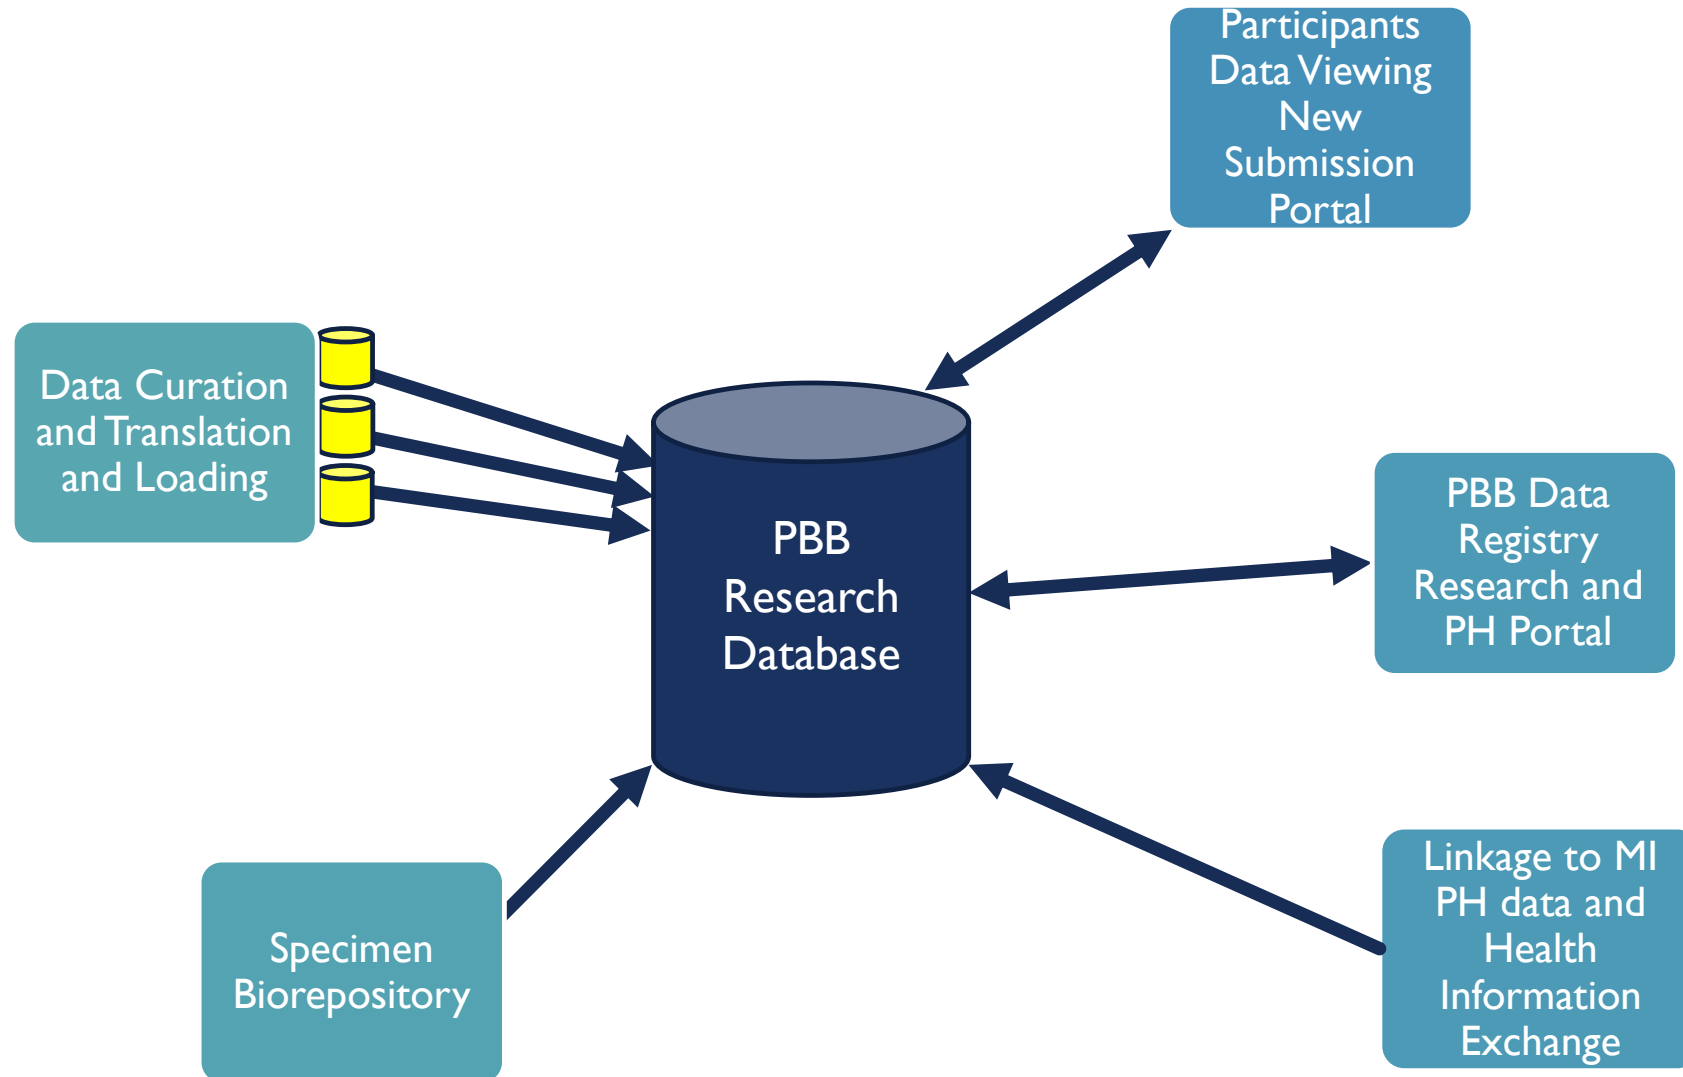 Participants
Data Viewing
New
Submission
Portal
Data Curation
and Translation
and Loading
PBB
Research
Database
PBB Data
Registry
Research and
PH Portal
Specimen
Biorepository
Linkage to MI
PH data and
Health
Information
Exchange